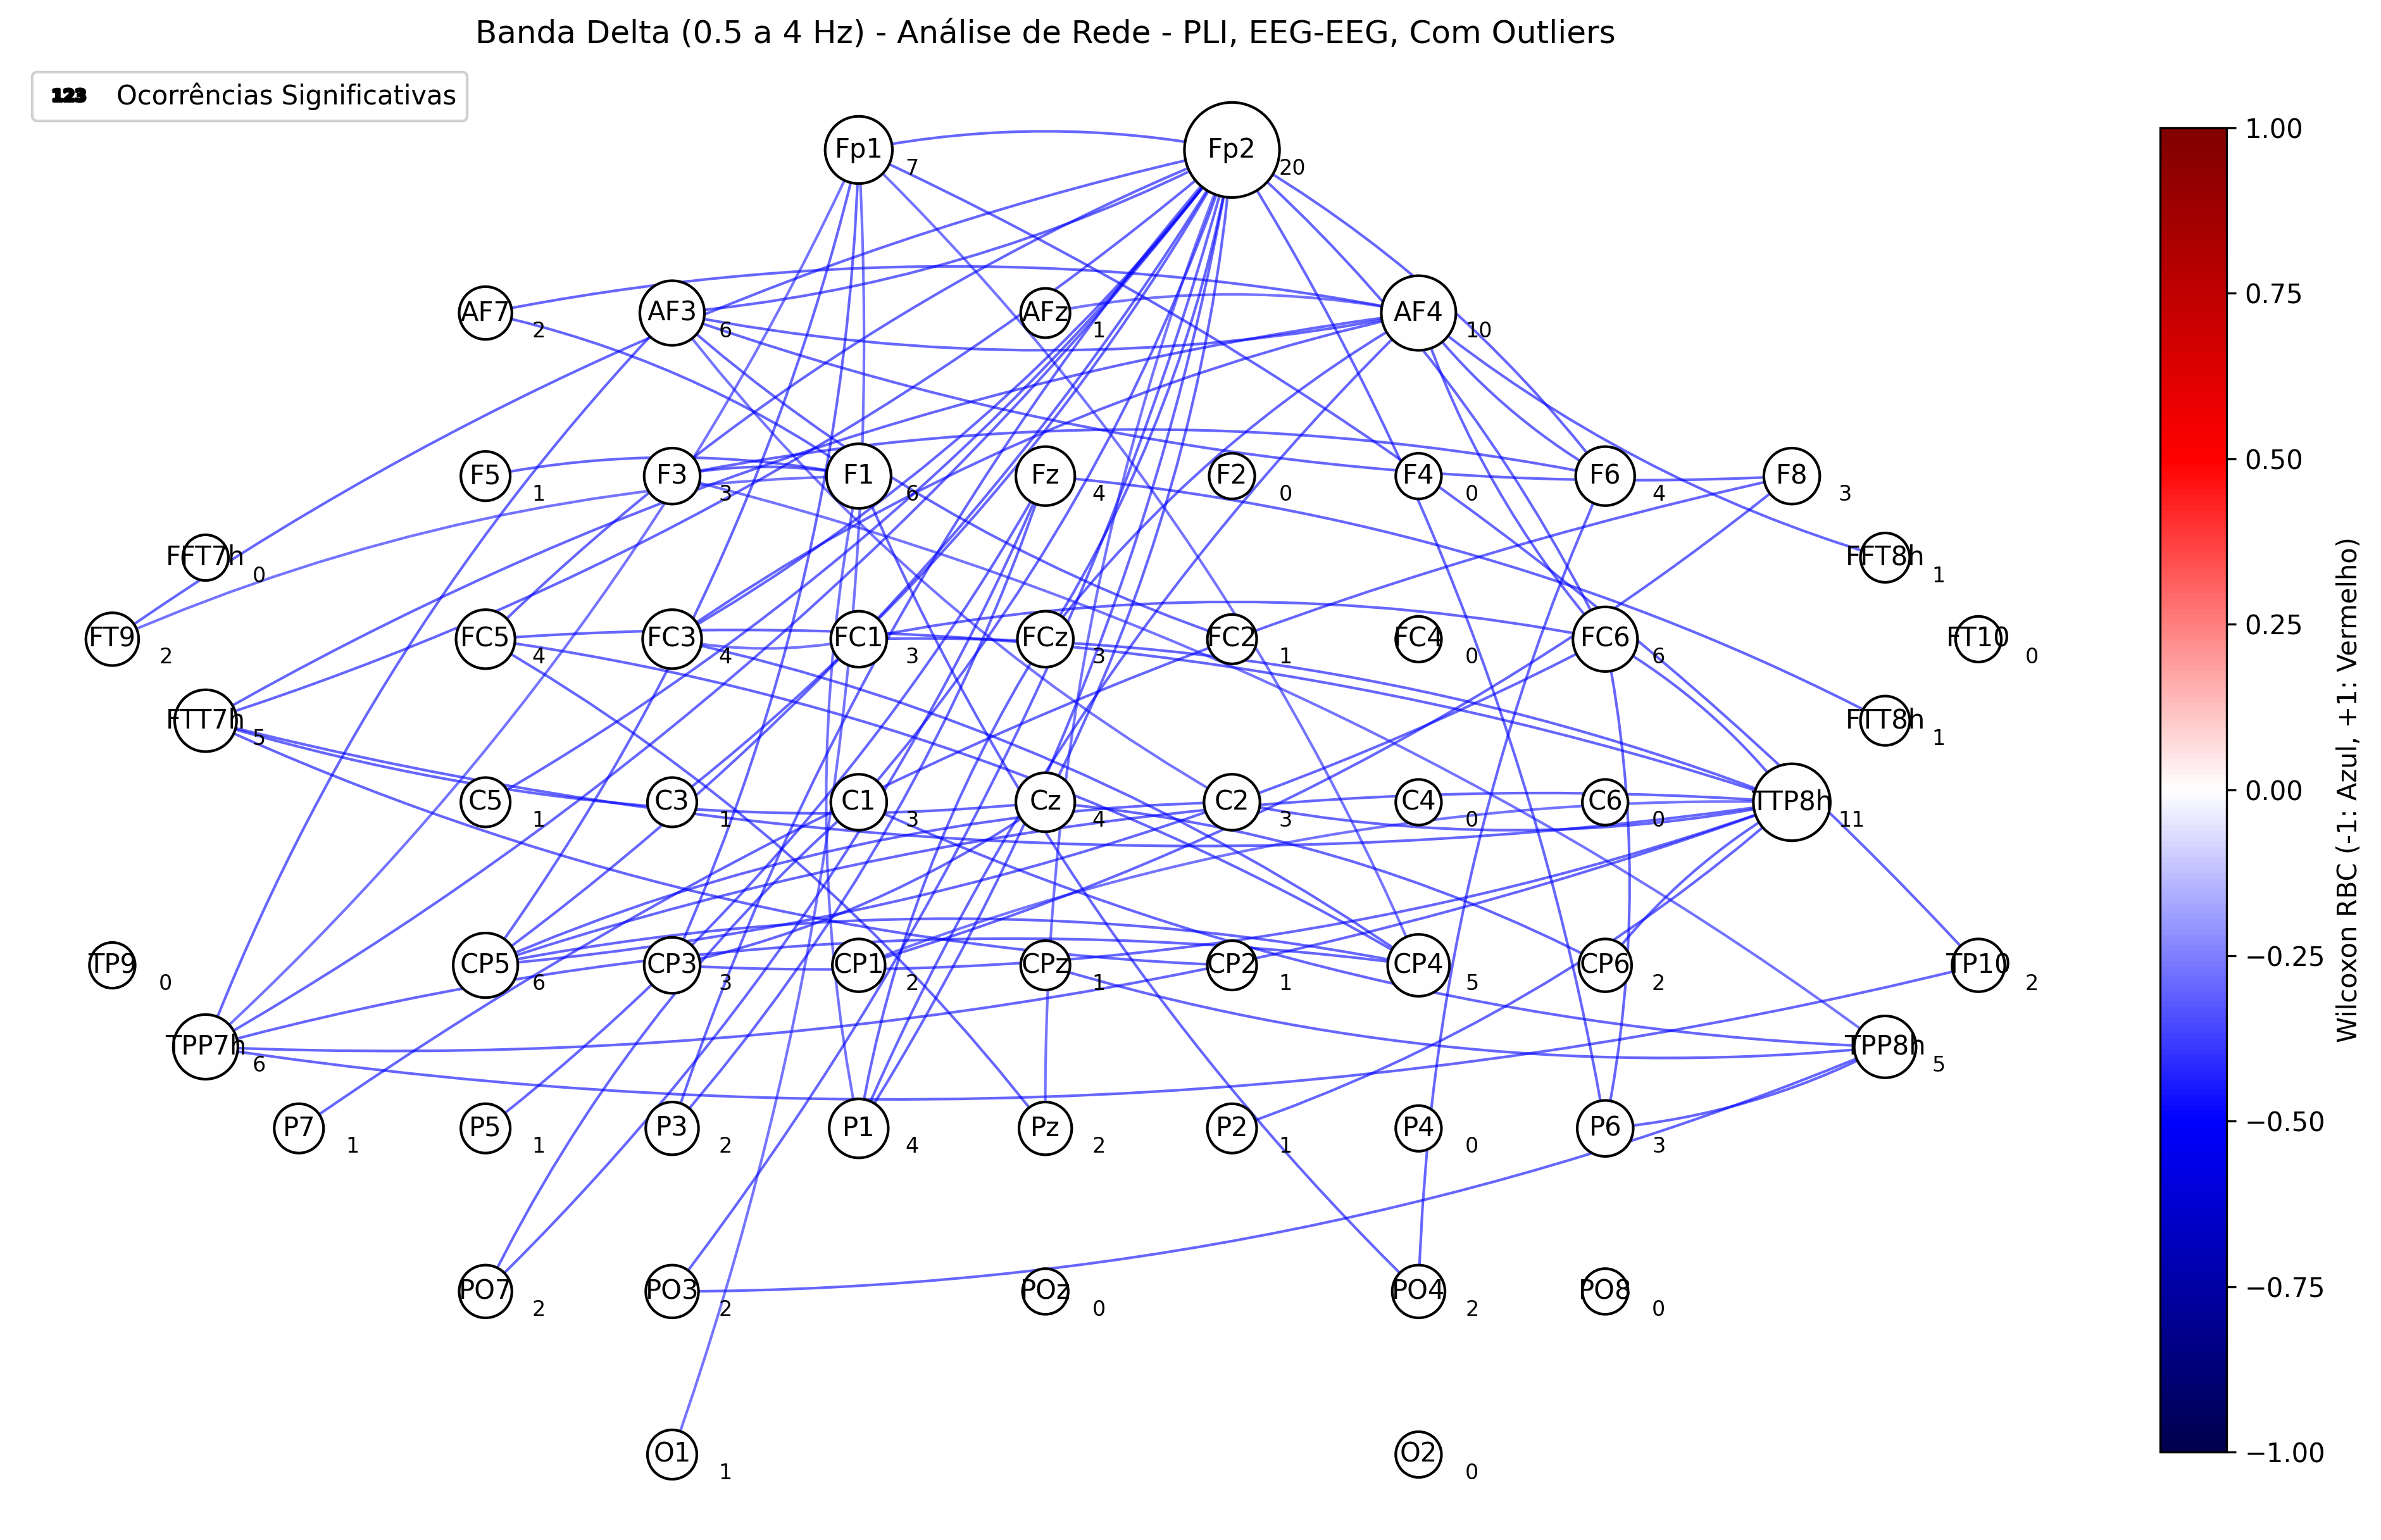 Banda Delta (0.5 a 4 Hz) - Análise de Rede - PLI, EEG-EEG, Com Outliers
123 Ocorrências Significativas
Fp1 7 Fp2 20
AF7 2 AF3 6 AFz 1 AF4 10
F5 1 F3 3 F1 6 Fz 4 F2 0 F4 0 F6 4 F8 3
FFT7h 0 FFT8h 1
FT9 2 FC5 4 FC3 4 FC1 3 FCz 3 FC2 1 FC4 0 FC6 6 FT10 0
FTT7h 5 FTT8h 1
C5 1 C3 1 C1 3 Cz 4 C2 3 C4 0 C6 0 TTP8h 11
TP9 0 CP5 6 CP3 3 CP1 2 CPz 1 CP2 1 CP4 5 CP6 2 TP10 2
TPP7h 6 TPP8h 5
P7 1 P5 1 P3 2 P1 4 Pz 2 P2 1 P4 0 P6 3
PO7 2 PO3 2 POz 0 PO4 2 PO8 0
O1 1 O2 0
1.00
0.75
0.50
0.25
0.00
−0.25
−0.50
−0.75
−1.00
Wilcoxon RBC (-1: Azul, +1: Vermelho)